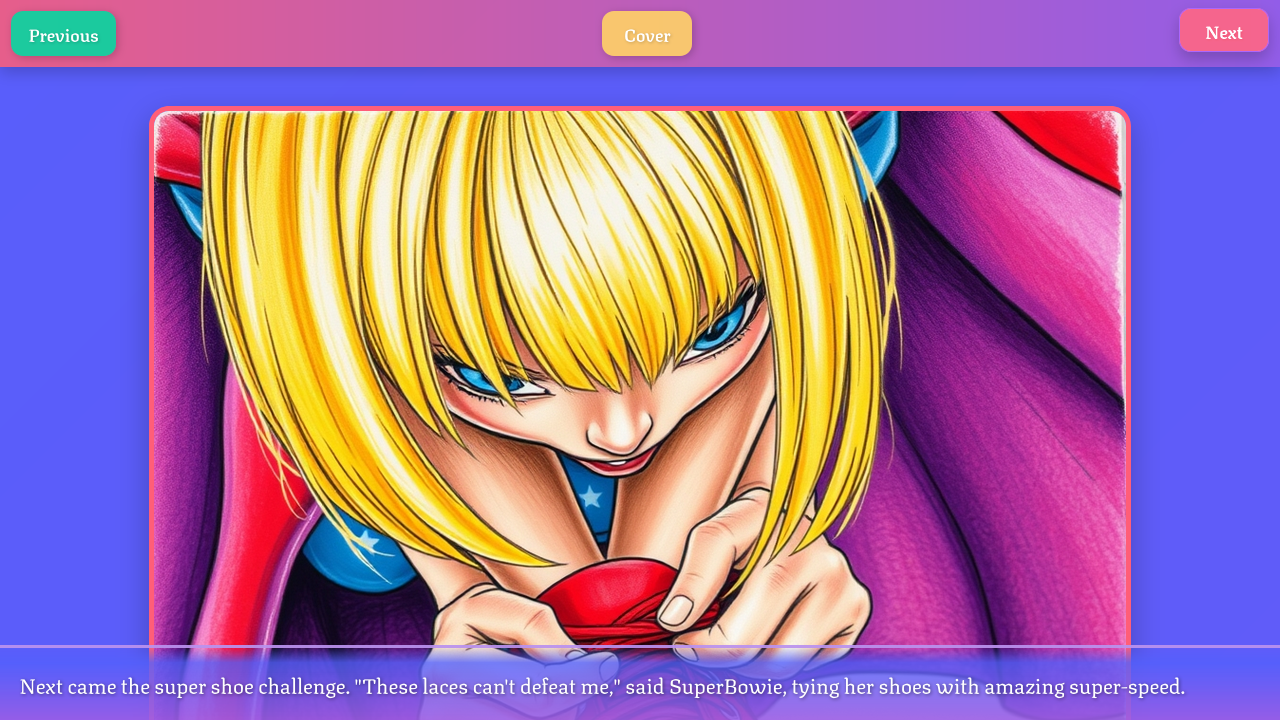 Previous
Cover
Next
Next came the super shoe challenge. "These laces can't defeat me," said SuperBowie, tying her shoes with amazing super-speed.